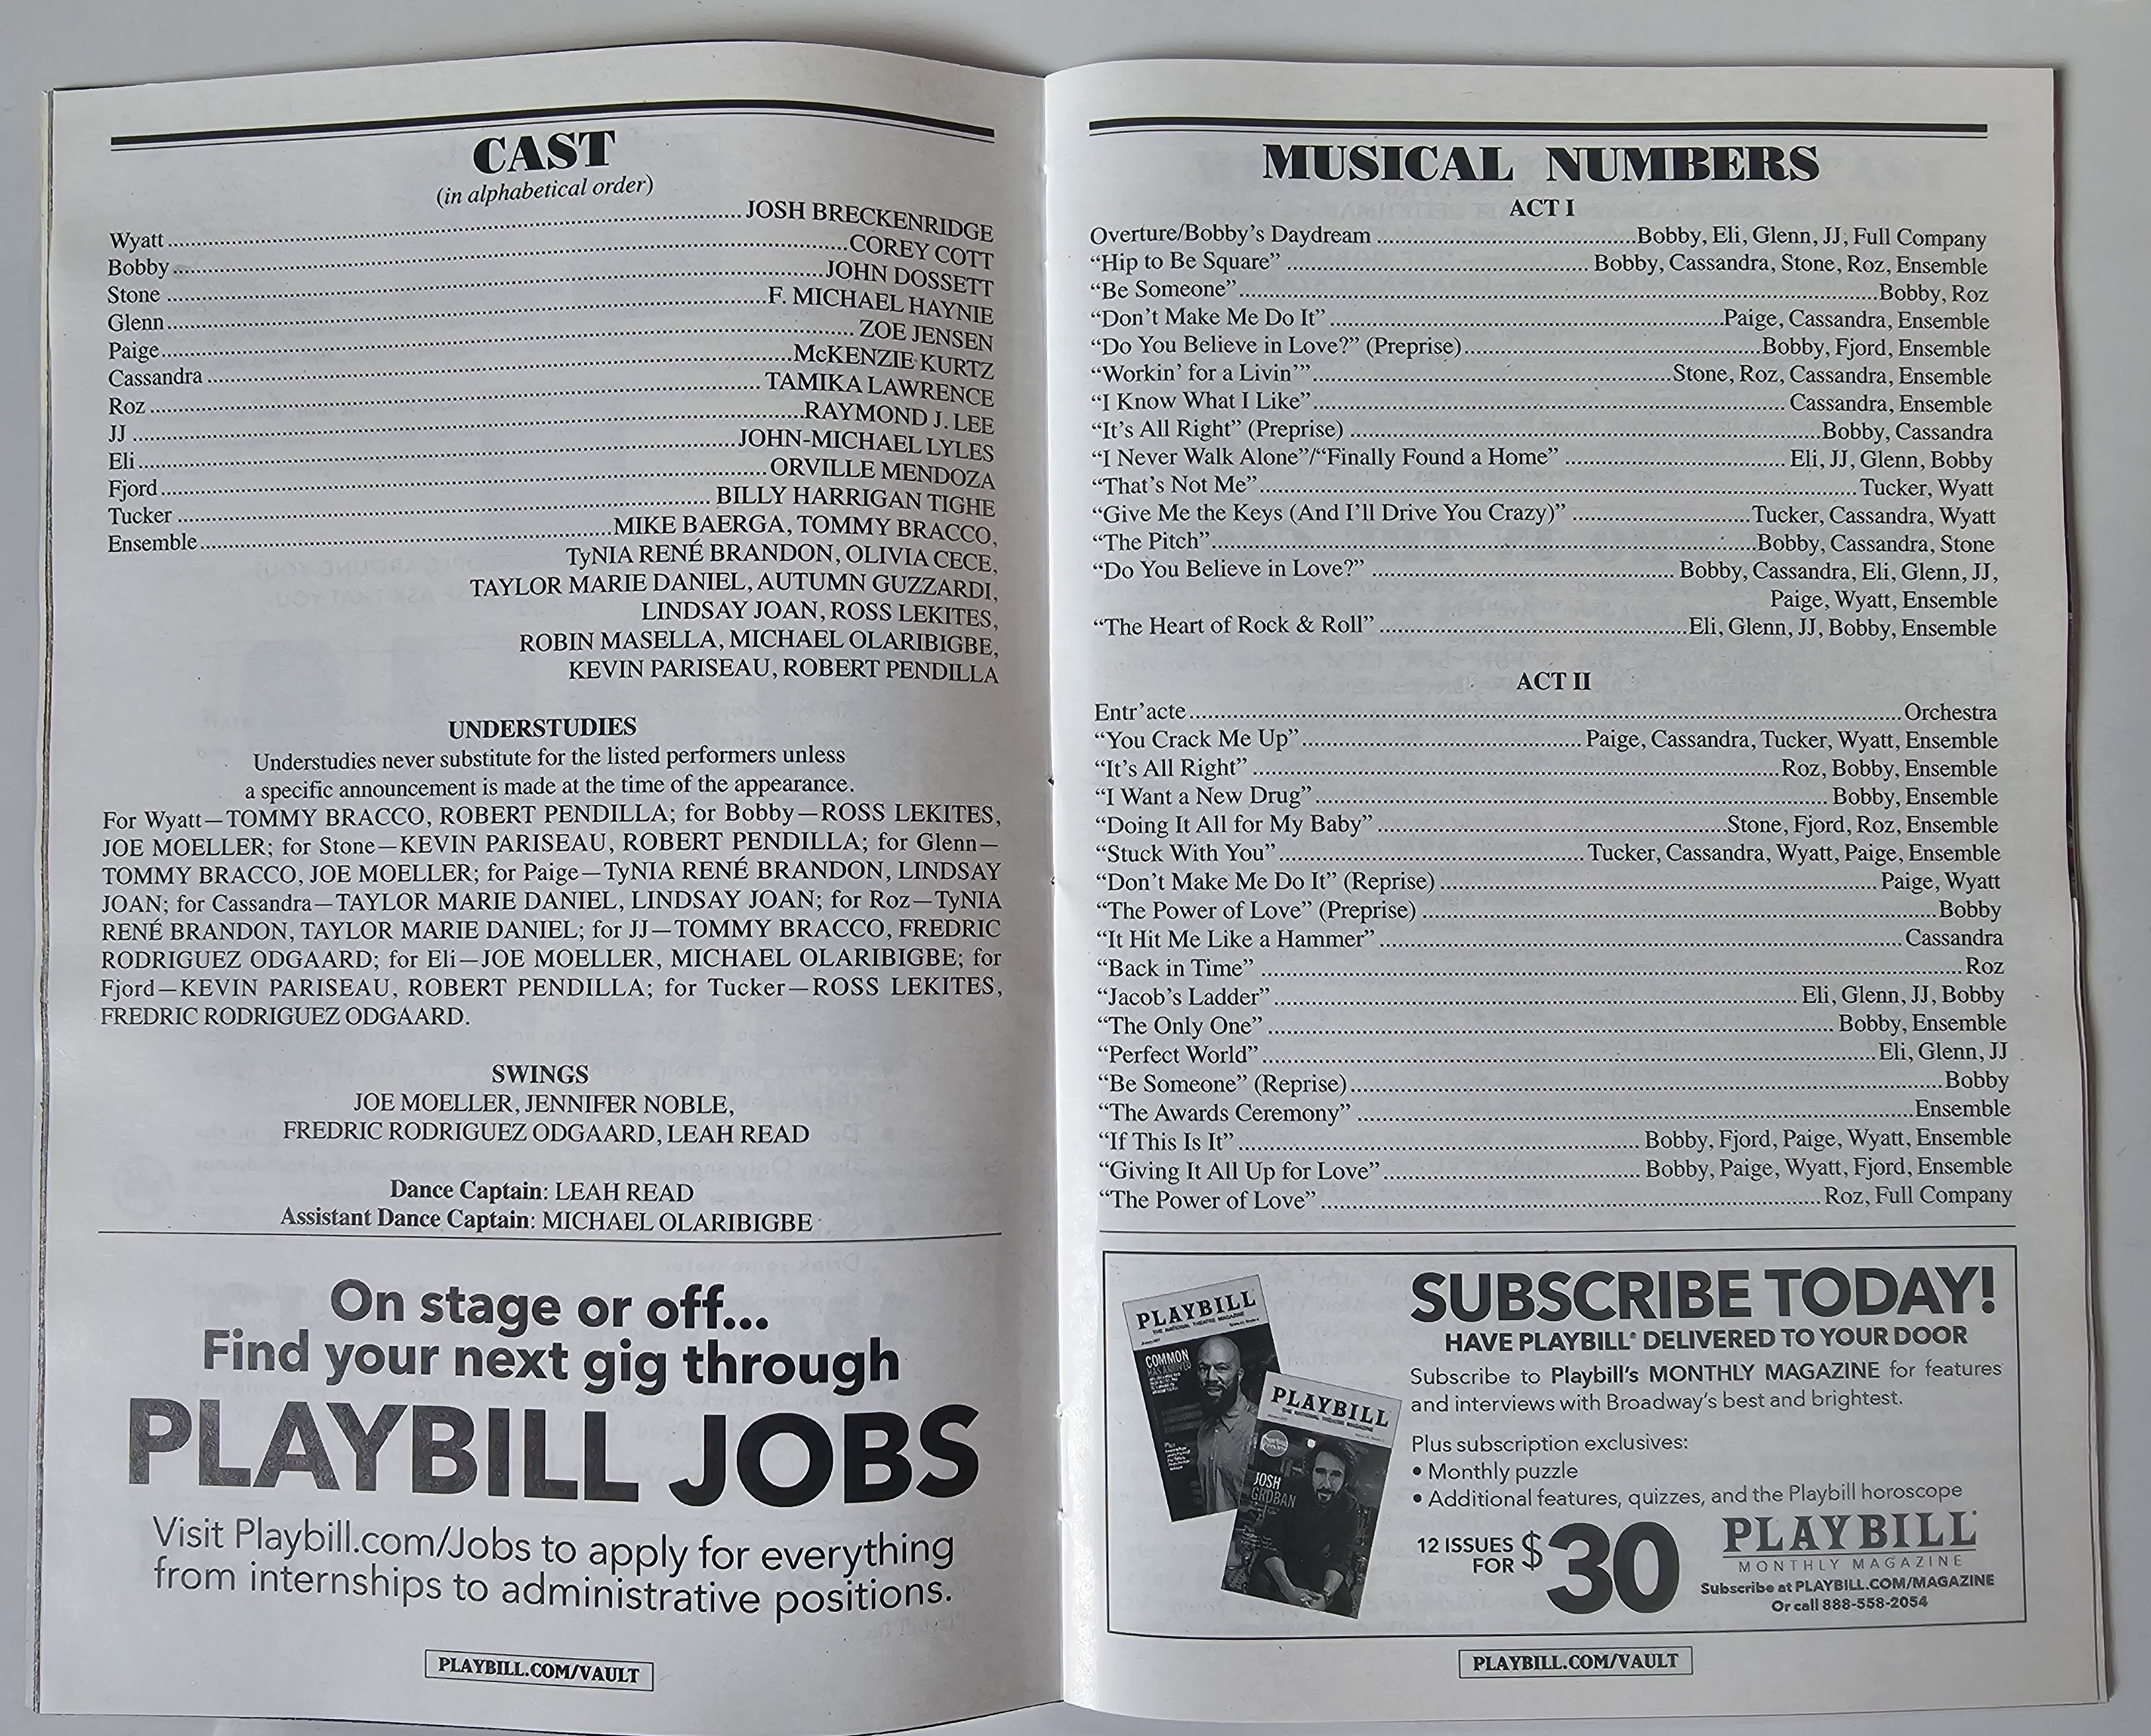 CAST
(in alphabetical order)
Wyatt ........ JOSH BRECKENRIDGE
Bobby ........ COREY COTT
Stone ........ JOHN DOSSETT
Glenn ........ F. MICHAEL HAYNIE
Paige ........ ZOE JENSEN
Cassandra ........ McKENZIE KURTZ
Roz ........ TAMIKA LAWRENCE
JJ ........ RAYMOND J. LEE
Eli ........ JOHN-MICHAEL LYLES
Fjord ........ ORVILLE MENDOZA
Tucker ........ BILLY HARRIGAN TIGHE
Ensemble ........ MIKE BAERGA, TOMMY BRACCO,
TyNIA RENÉ BRANDON, OLIVIA CECE,
TAYLOR MARIE DANIEL, AUTUMN GUZZARDI,
LINDSAY JOAN, ROSS LEKITES,
ROBIN MASELLA, MICHAEL OLARIBIGBE,
KEVIN PARISEAU, ROBERT PENDILLA
UNDERSTUDIES
Understudies never substitute for the listed performers unless
a specific announcement is made at the time of the appearance.
For Wyatt—TOMMY BRACCO, ROBERT PENDILLA; for Bobby—ROSS LEKITES,
JOE MOELLER; for Stone—KEVIN PARISEAU, ROBERT PENDILLA; for Glenn—
TOMMY BRACCO, JOE MOELLER; for Paige—TyNIA RENÉ BRANDON, LINDSAY
JOAN; for Cassandra—TAYLOR MARIE DANIEL, LINDSAY JOAN; for Roz—TyNIA
RENÉ BRANDON, TAYLOR MARIE DANIEL; for JJ—TOMMY BRACCO, FREDRIC
RODRIGUEZ ODGAARD; for Eli—JOE MOELLER, MICHAEL OLARIBIGBE; for
Fjord—KEVIN PARISEAU, ROBERT PENDILLA; for Tucker—ROSS LEKITES,
FREDRIC RODRIGUEZ ODGAARD.
SWINGS
JOE MOELLER, JENNIFER NOBLE,
FREDRIC RODRIGUEZ ODGAARD, LEAH READ
Dance Captain: LEAH READ
Assistant Dance Captain: MICHAEL OLARIBIGBE
On stage or off...
Find your next gig through
PLAYBILL JOBS
Visit Playbill.com/Jobs to apply for everything
from internships to administrative positions.
PLAYBILL.COM/VAULT
MUSICAL NUMBERS
ACT I
Overture/Bobby’s Daydream ........ Bobby, Eli, Glenn, JJ, Full Company
“Hip to Be Square” ........ Bobby, Cassandra, Stone, Roz, Ensemble
“Be Someone” ........ Bobby, Roz
“Don’t Make Me Do It” ........ Paige, Cassandra, Ensemble
“Do You Believe in Love?” (Preprise) ........ Bobby, Fjord, Ensemble
“Workin’ for a Livin’” ........ Stone, Roz, Cassandra, Ensemble
“I Know What I Like” ........ Cassandra, Ensemble
“It’s All Right” (Preprise) ........ Bobby, Cassandra
“I Never Walk Alone”/“Finally Found a Home” ........ Eli, JJ, Glenn, Bobby
“That’s Not Me” ........ Tucker, Wyatt
“Give Me the Keys (And I’ll Drive You Crazy)” ........ Tucker, Cassandra, Wyatt
“The Pitch” ........ Bobby, Cassandra, Stone
“Do You Believe in Love?” ........ Bobby, Cassandra, Eli, Glenn, JJ,
Paige, Wyatt, Ensemble
“The Heart of Rock & Roll” ........ Eli, Glenn, JJ, Bobby, Ensemble
ACT II
Entr’acte ........ Orchestra
“You Crack Me Up” ........ Paige, Cassandra, Tucker, Wyatt, Ensemble
“It’s All Right” ........ Roz, Bobby, Ensemble
“I Want a New Drug” ........ Bobby, Ensemble
“Doing It All for My Baby” ........ Stone, Fjord, Roz, Ensemble
“Stuck With You” ........ Tucker, Cassandra, Wyatt, Paige, Ensemble
“Don’t Make Me Do It” (Reprise) ........ Paige, Wyatt
“The Power of Love” (Preprise) ........ Bobby
“It Hit Me Like a Hammer” ........ Cassandra
“Back in Time” ........ Roz
“Jacob’s Ladder” ........ Eli, Glenn, JJ, Bobby
“The Only One” ........ Bobby, Ensemble
“Perfect World” ........ Eli, Glenn, JJ
“Be Someone” (Reprise) ........ Bobby
“The Awards Ceremony” ........ Ensemble
“If This Is It” ........ Bobby, Fjord, Paige, Wyatt, Ensemble
“Giving It All Up for Love” ........ Bobby, Paige, Wyatt, Fjord, Ensemble
“The Power of Love” ........ Roz, Full Company
PLAYBILL
THE NATIONAL THEATRE MAGAZINE
COMMON
PLAYBILL
THE NATIONAL THEATRE MAGAZINE
JOSH
GROBAN
SUBSCRIBE TODAY!
HAVE PLAYBILL® DELIVERED TO YOUR DOOR
Subscribe to Playbill’s MONTHLY MAGAZINE for features
and interviews with Broadway’s best and brightest.
Plus subscription exclusives:
• Monthly puzzle
• Additional features, quizzes, and the Playbill horoscope
12 ISSUES
FOR $30
PLAYBILL
MONTHLY MAGAZINE
Subscribe at PLAYBILL.COM/MAGAZINE
Or call 888-558-2054
PLAYBILL.COM/VAULT